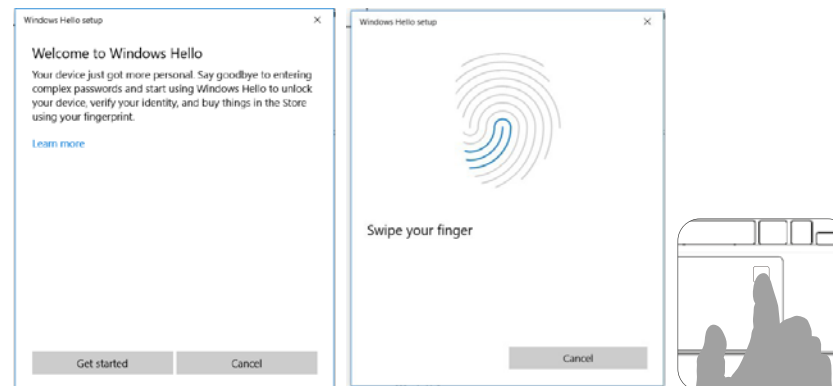 Windows Hello setup
Welcome to Windows Hello
Your device just got more personal. Say goodbye to entering
complex passwords and start using Windows Hello to unlock
your device, verify your identity, and buy things in the Store
using your fingerprint.
Learn more
Get started
Cancel
Windows Hello setup
Swipe your finger
Cancel